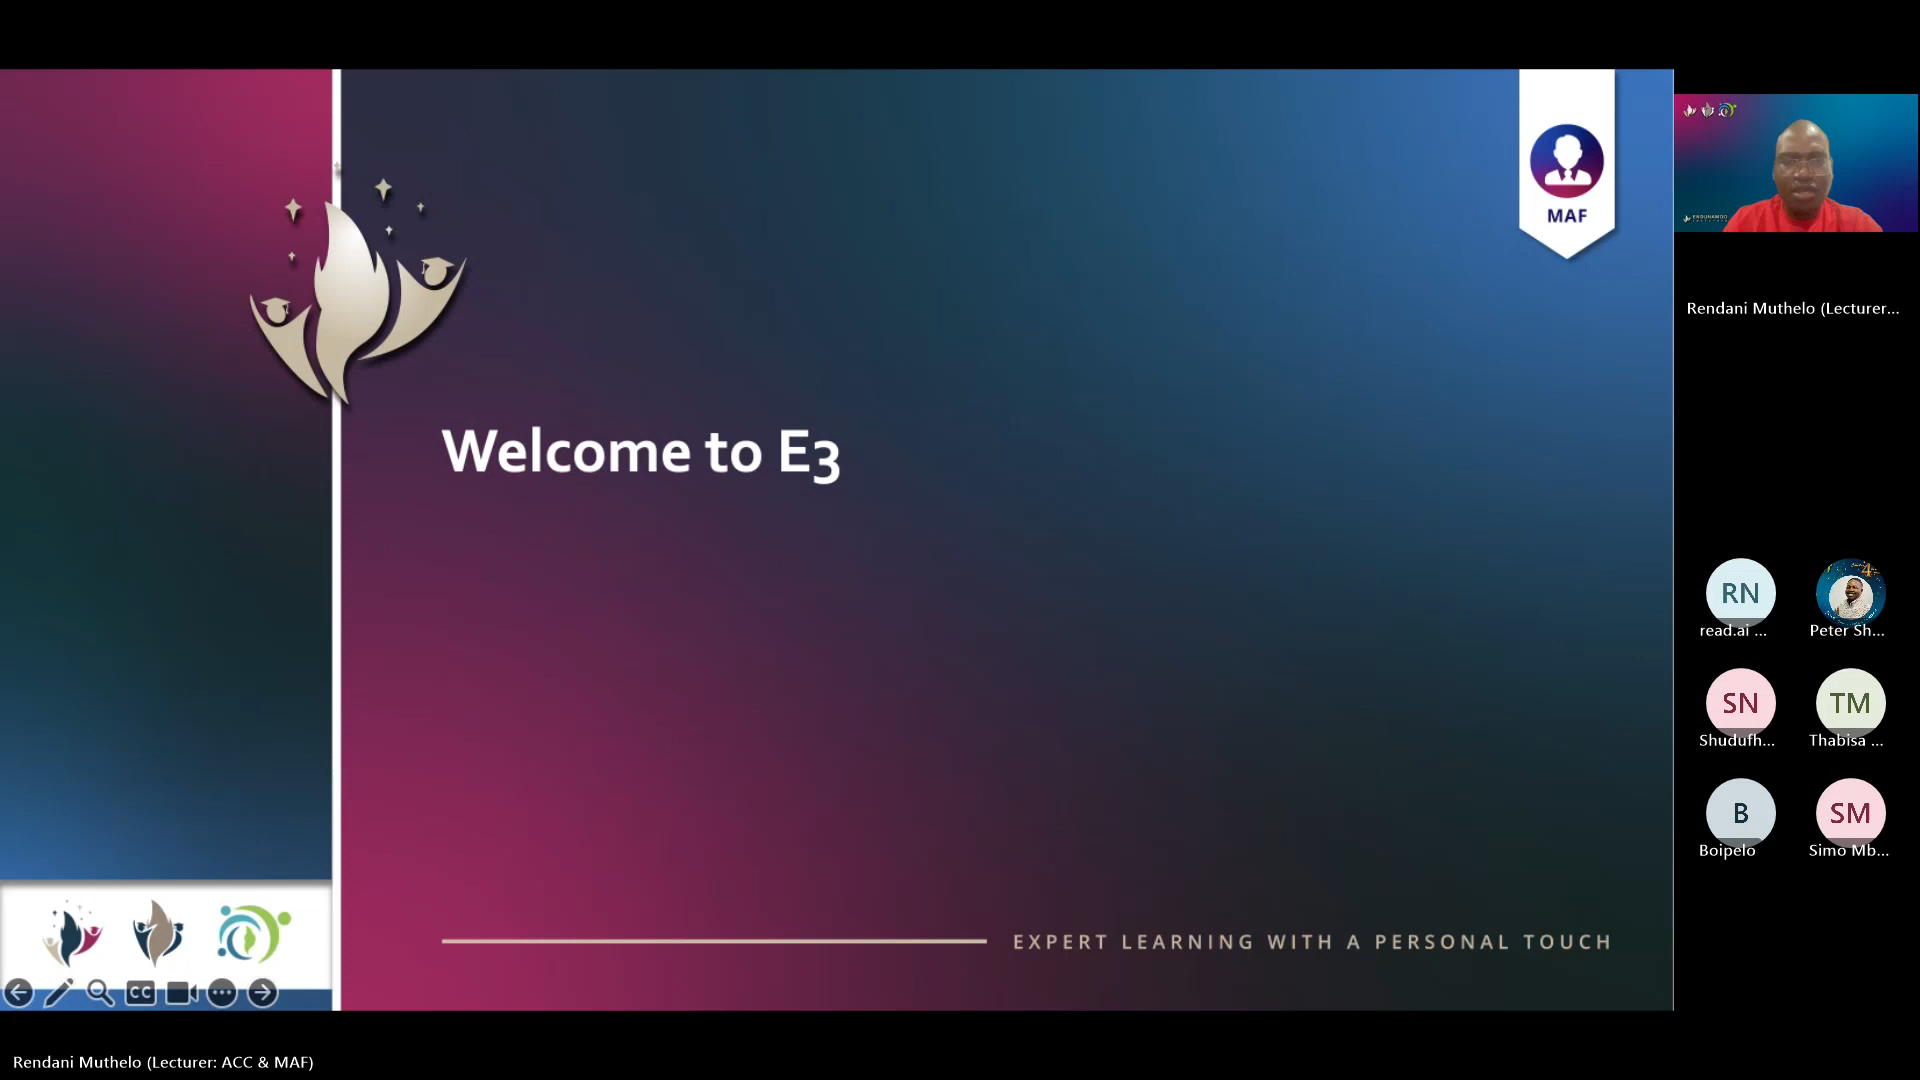 MAF
Welcome to E3
EXPERT LEARNING WITH A PERSONAL TOUCH
CC
Rendani Muthelo (Lecturer: ACC & MAF)
ENDUNAMOO
Rendani Muthelo (Lecturer...
RN
read.ai ...
Peter Sh...
SN
Shudufh...
TM
Thabisa ...
B
Boipelo
SM
Simo Mb...